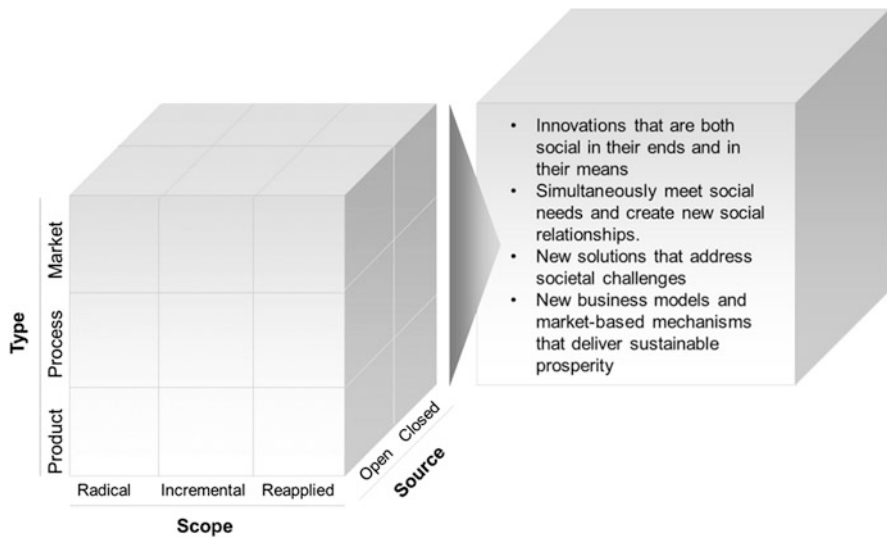 • Innovations that are both
social in their ends and in
their means
• Simultaneously meet social
needs and create new social
relationships.
• New solutions that address
societal challenges
• New business models and
market-based mechanisms
that deliver sustainable
prosperity
Type
Market
Process
Product
Radical
Incremental
Reapplied
Scope
Open
Closed
Source